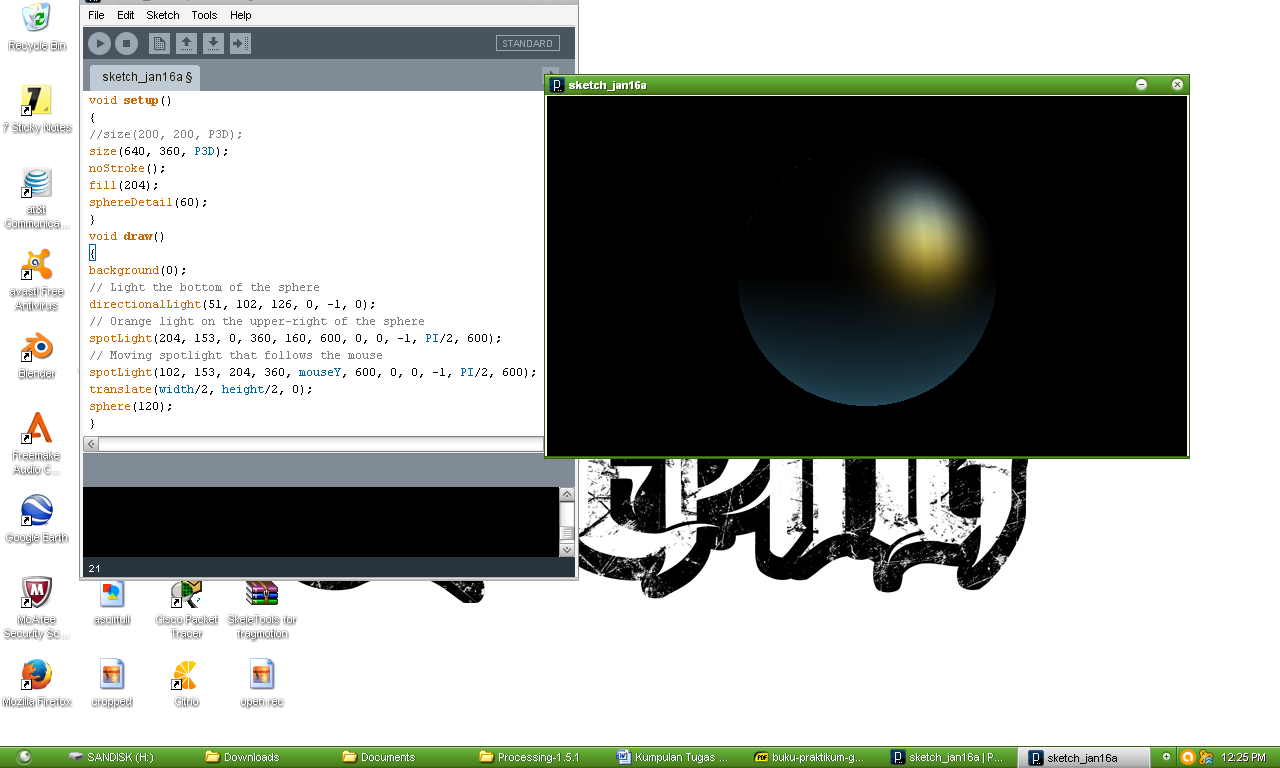 File Edit Sketch Tools Help
STANDARD
sketch_jan16a §
void setup()
{
//size(200, 200, P3D);
size(640, 360, P3D);
noStroke();
fill(204);
sphereDetail(60);
}
void draw()
{
background(0);
// Light the bottom of the sphere
directionalLight(51, 102, 126, 0, -1, 0);
// Orange light on the upper-right of the sphere
spotLight(204, 153, 0, 360, 160, 600, 0, 0, -1, PI/2, 600);
// Moving spotlight that follows the mouse
spotLight(102, 153, 204, 360, mouseY, 600, 0, 0, -1, PI/2, 600);
translate(width/2, height/2, 0);
sphere(120);
}
21
sketch_jan16a
Recycle Bin
7 Sticky Notes
at&t
Communica...
avast! Free
Antivirus
Blender
Freemake
Audio C...
Google Earth
McAfee
Security Sc...
asciifull
Cisco Packet
Tracer
SkeleTools for
fragmotion
Mozilla Firefox
cropped
Citrio
open rec
SANDISK (H:)
Downloads
Documents
Processing-1.5.1
Kumpulan Tugas ...
buku-praktikum-g...
sketch_jan16a | P...
sketch_jan16a
12:25 PM